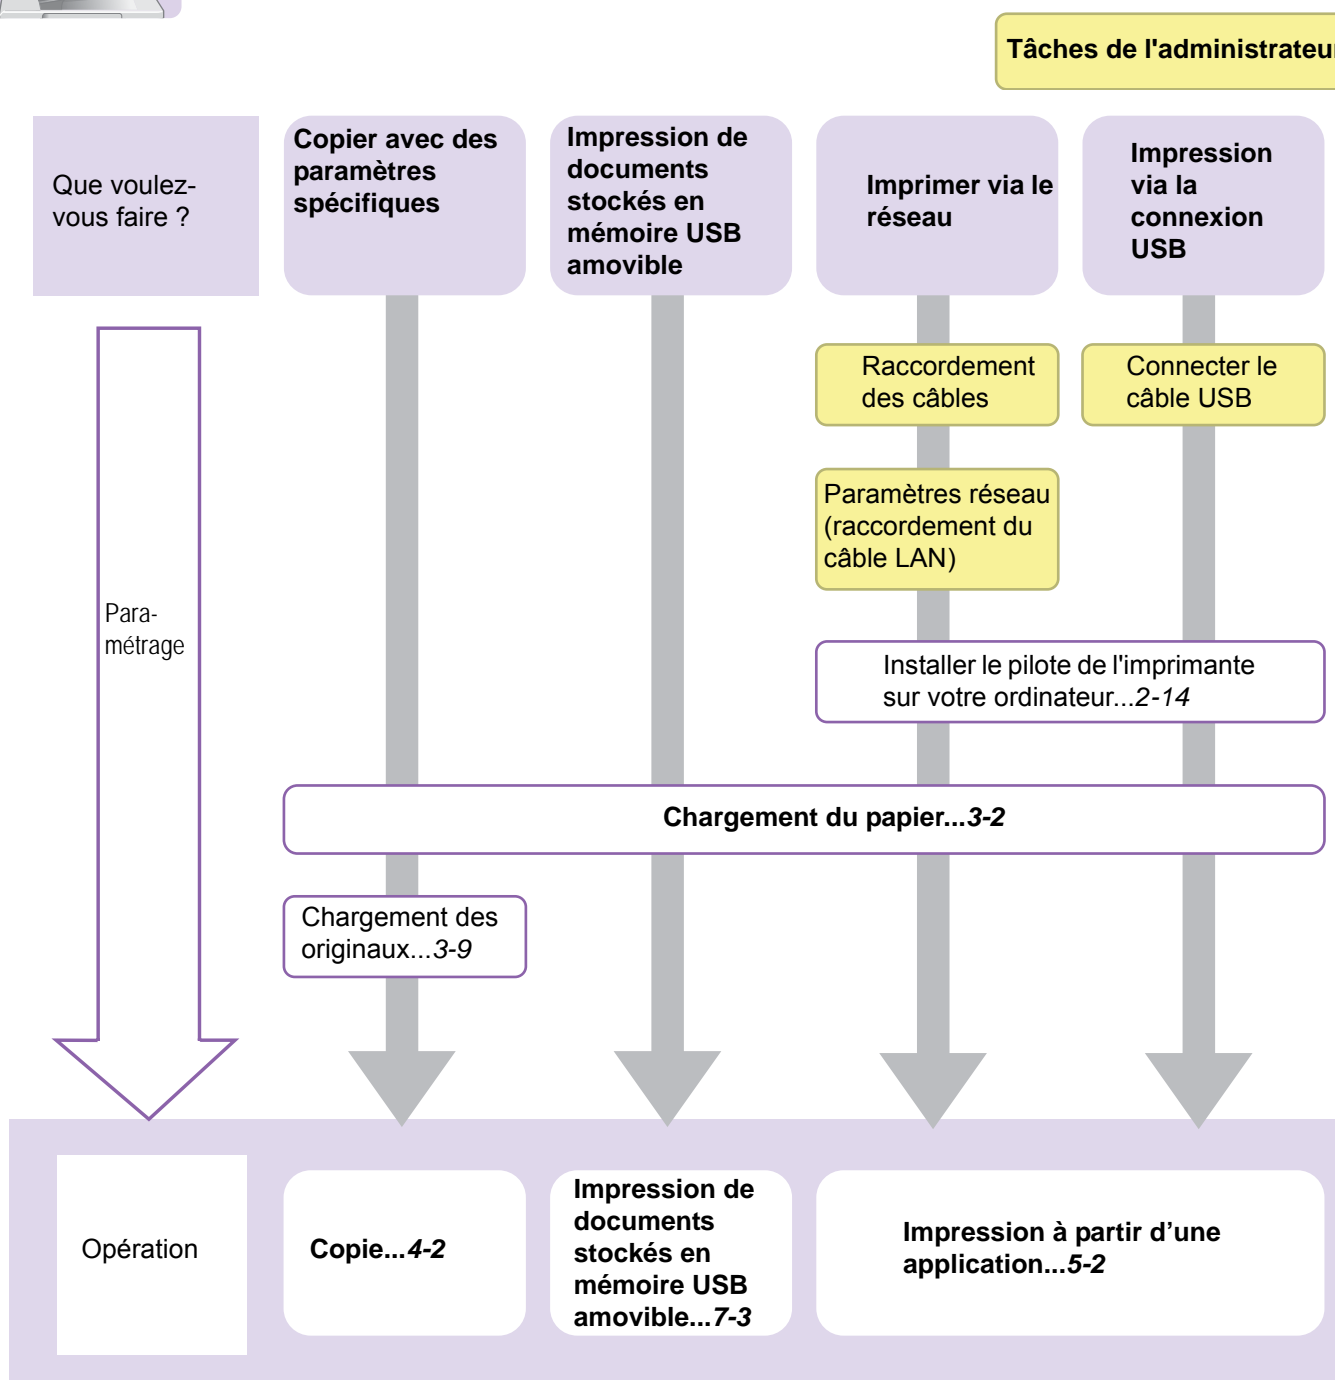 Tâches de l'administrateur
Que voulez-
vous faire ?
Copier avec des
paramètres
spécifiques
Impression de
documents
stockés en
mémoire USB
amovible
Imprimer via le
réseau
Impression
via la
connexion
USB
Raccordement
des câbles
Connecter le
câble USB
Paramètres réseau
(raccordement du
câble LAN)
Para-
métrage
Installer le pilote de l'imprimante
sur votre ordinateur...2-14
Chargement du papier...3-2
Chargement des
originaux...3-9
Opération
Copie...4-2
Impression de
documents
stockés en
mémoire USB
amovible...7-3
Impression à partir d’une
application...5-2